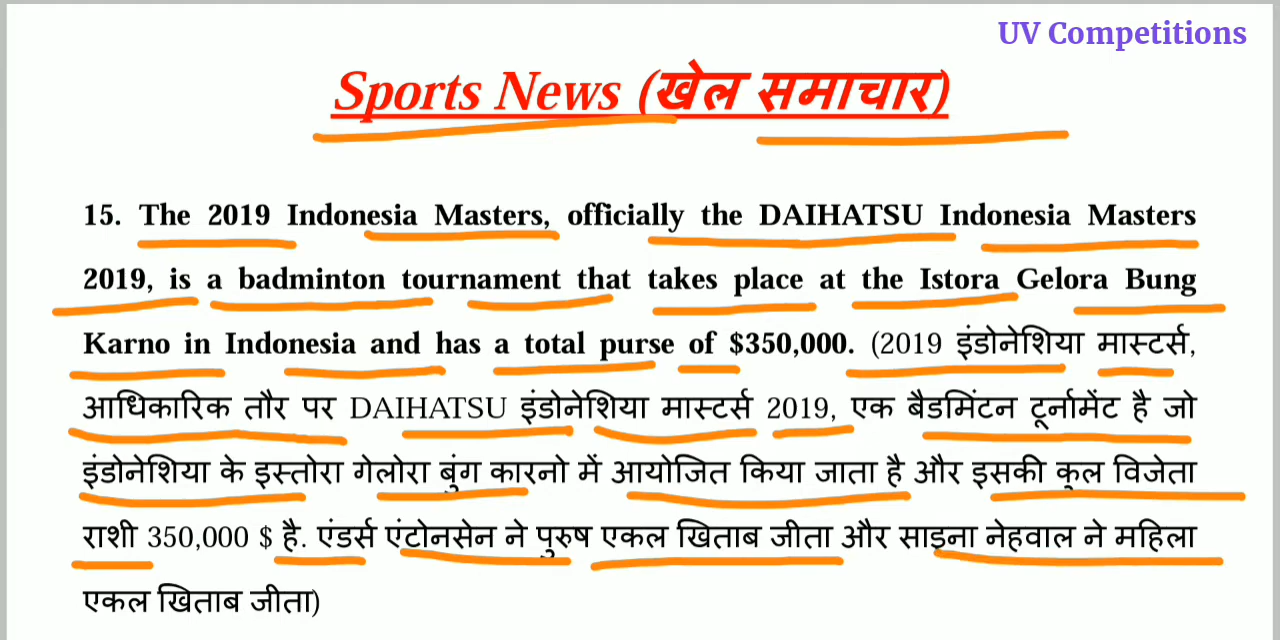 UV Competitions
Sports News (खेल समाचार)
15. The 2019 Indonesia Masters, officially the DAIHATSU Indonesia Masters
2019, is a badminton tournament that takes place at the Istora Gelora Bung
Karno in Indonesia and has a total purse of $350,000. (2019 इंडोनेशिया मास्टर्स,
आधिकारिक तौर पर DAIHATSU इंडोनेशिया मास्टर्स 2019, एक बैडमिंटन टूर्नामेंट है जो
इंडोनेशिया के इस्तोरा गेलोरा बुंग कारनो में आयोजित किया जाता है और इसकी कुल विजेता
राशी 350,000 $ है. एंडर्स एंटोनसेन ने पुरुष एकल खिताब जीता और साइना नेहवाल ने महिला
एकल खिताब जीता)